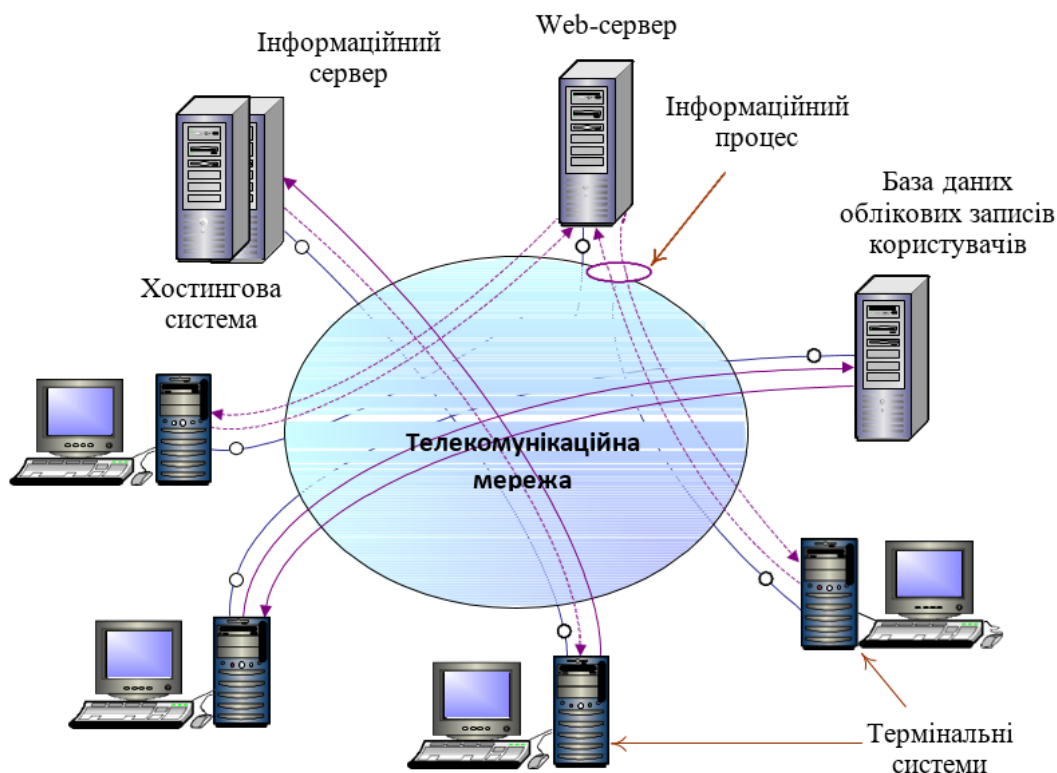 Web-сервер
Інформаційний
сервер
Інформаційний
процес
База даних
облікових записів
користувачів
Хостингова
система
Телекомунікаційна
мережа
Термінальні
системи